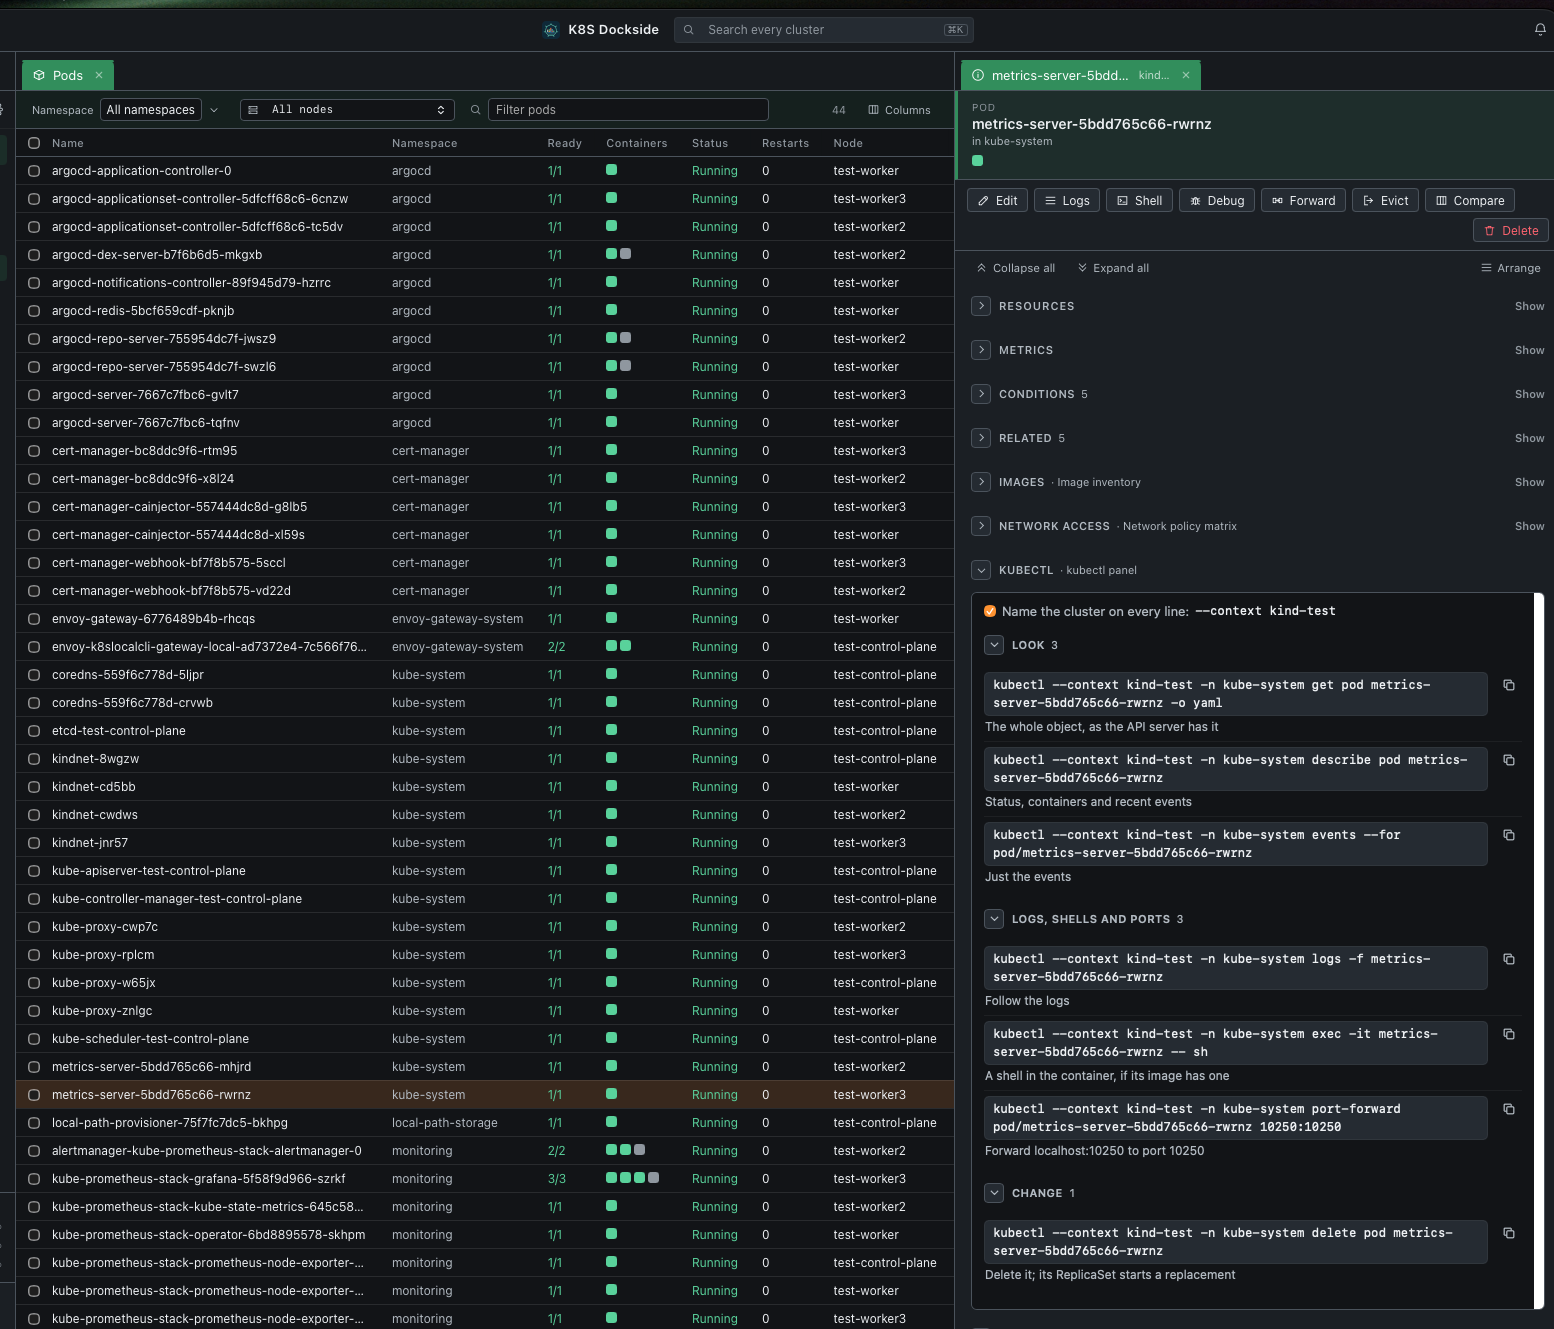 K8S Dockside
Search every cluster
⌘K
Pods ×
Namespace All namespaces
All nodes
Filter pods
44
Columns
Name Namespace Ready Containers Status Restarts Node
argocd-application-controller-0 argocd 1/1 Running 0 test-worker
argocd-applicationset-controller-5dfcff68c6-6cnzw argocd 1/1 Running 0 test-worker3
argocd-applicationset-controller-5dfcff68c6-tc5dv argocd 1/1 Running 0 test-worker2
argocd-dex-server-b7f6b6d5-mkgxb argocd 1/1 Running 0 test-worker2
argocd-notifications-controller-89f945d79-hzrrc argocd 1/1 Running 0 test-worker
argocd-redis-5bcf659cdf-pknjb argocd 1/1 Running 0 test-worker
argocd-repo-server-755954dc7f-jwsz9 argocd 1/1 Running 0 test-worker2
argocd-repo-server-755954dc7f-swzl6 argocd 1/1 Running 0 test-worker
argocd-server-7667c7fbc6-gvlt7 argocd 1/1 Running 0 test-worker3
argocd-server-7667c7fbc6-tqfnv argocd 1/1 Running 0 test-worker
cert-manager-bc8ddc9f6-rtm95 cert-manager 1/1 Running 0 test-worker3
cert-manager-bc8ddc9f6-x8l24 cert-manager 1/1 Running 0 test-worker2
cert-manager-cainjector-557444dc8d-g8lb5 cert-manager 1/1 Running 0 test-worker3
cert-manager-cainjector-557444dc8d-xl59s cert-manager 1/1 Running 0 test-worker
cert-manager-webhook-bf7f8b575-5sccl cert-manager 1/1 Running 0 test-worker3
cert-manager-webhook-bf7f8b575-vd22d cert-manager 1/1 Running 0 test-worker2
envoy-gateway-6776489b4b-rhcqs envoy-gateway-system 1/1 Running 0 test-worker
envoy-k8slocalcli-gateway-local-ad7372e4-7c566f76... envoy-gateway-system 2/2 Running 0 test-control-plane
coredns-559f6c778d-5ljpr kube-system 1/1 Running 0 test-control-plane
coredns-559f6c778d-crvwb kube-system 1/1 Running 0 test-control-plane
etcd-test-control-plane kube-system 1/1 Running 0 test-control-plane
kindnet-8wgzw kube-system 1/1 Running 0 test-control-plane
kindnet-cd5bb kube-system 1/1 Running 0 test-worker
kindnet-cwdws kube-system 1/1 Running 0 test-worker2
kindnet-jnr57 kube-system 1/1 Running 0 test-worker3
kube-apiserver-test-control-plane kube-system 1/1 Running 0 test-control-plane
kube-controller-manager-test-control-plane kube-system 1/1 Running 0 test-control-plane
kube-proxy-cwp7c kube-system 1/1 Running 0 test-worker2
kube-proxy-rplcm kube-system 1/1 Running 0 test-worker3
kube-proxy-w65jx kube-system 1/1 Running 0 test-control-plane
kube-proxy-znlgc kube-system 1/1 Running 0 test-worker
kube-scheduler-test-control-plane kube-system 1/1 Running 0 test-control-plane
metrics-server-5bdd765c66-mhjrd kube-system 1/1 Running 0 test-worker2
metrics-server-5bdd765c66-rwrnz kube-system 1/1 Running 0 test-worker3
local-path-provisioner-75f7fc7dc5-bkhpg local-path-storage 1/1 Running 0 test-worker
alertmanager-kube-prometheus-stack-alertmanager-0 monitoring 2/2 Running 0 test-worker2
kube-prometheus-stack-grafana-5f58f9d966-szrkf monitoring 3/3 Running 0 test-worker3
kube-prometheus-stack-kube-state-metrics-645c58... monitoring 1/1 Running 0 test-worker2
kube-prometheus-stack-operator-6bd8895578-skhpm monitoring 1/1 Running 0 test-worker
kube-prometheus-stack-prometheus-node-exporter-... monitoring 1/1 Running 0 test-control-plane
kube-prometheus-stack-prometheus-node-exporter-... monitoring 1/1 Running 0 test-worker
kube-prometheus-stack-prometheus-node-exporter-... monitoring 1/1 Running 0 test-worker3
metrics-server-5bdd... kind... ×
POD
metrics-server-5bdd765c66-rwrnz
in kube-system
Edit
Logs
Shell
Debug
Forward
Evict
Compare
Delete
Collapse all
Expand all
Arrange
RESOURCES Show
METRICS Show
CONDITIONS 5 Show
RELATED 5 Show
IMAGES · Image inventory Show
NETWORK ACCESS · Network policy matrix Show
KUBECTL · kubectl panel
Name the cluster on every line: --context kind-test
LOOK 3
kubectl --context kind-test -n kube-system get pod metrics-
server-5bdd765c66-rwrnz -o yaml
The whole object, as the API server has it
kubectl --context kind-test -n kube-system describe pod metrics-
server-5bdd765c66-rwrnz
Status, containers and recent events
kubectl --context kind-test -n kube-system events --for
pod/metrics-server-5bdd765c66-rwrnz
Just the events
LOGS, SHELLS AND PORTS 3
kubectl --context kind-test -n kube-system logs -f metrics-
server-5bdd765c66-rwrnz
Follow the logs
kubectl --context kind-test -n kube-system exec -it metrics-
server-5bdd765c66-rwrnz -- sh
A shell in the container, if its image has one
kubectl --context kind-test -n kube-system port-forward
pod/metrics-server-5bdd765c66-rwrnz 10250:10250
Forward localhost:10250 to port 10250
CHANGE 1
kubectl --context kind-test -n kube-system delete pod metrics-
server-5bdd765c66-rwrnz
Delete it; its ReplicaSet starts a replacement